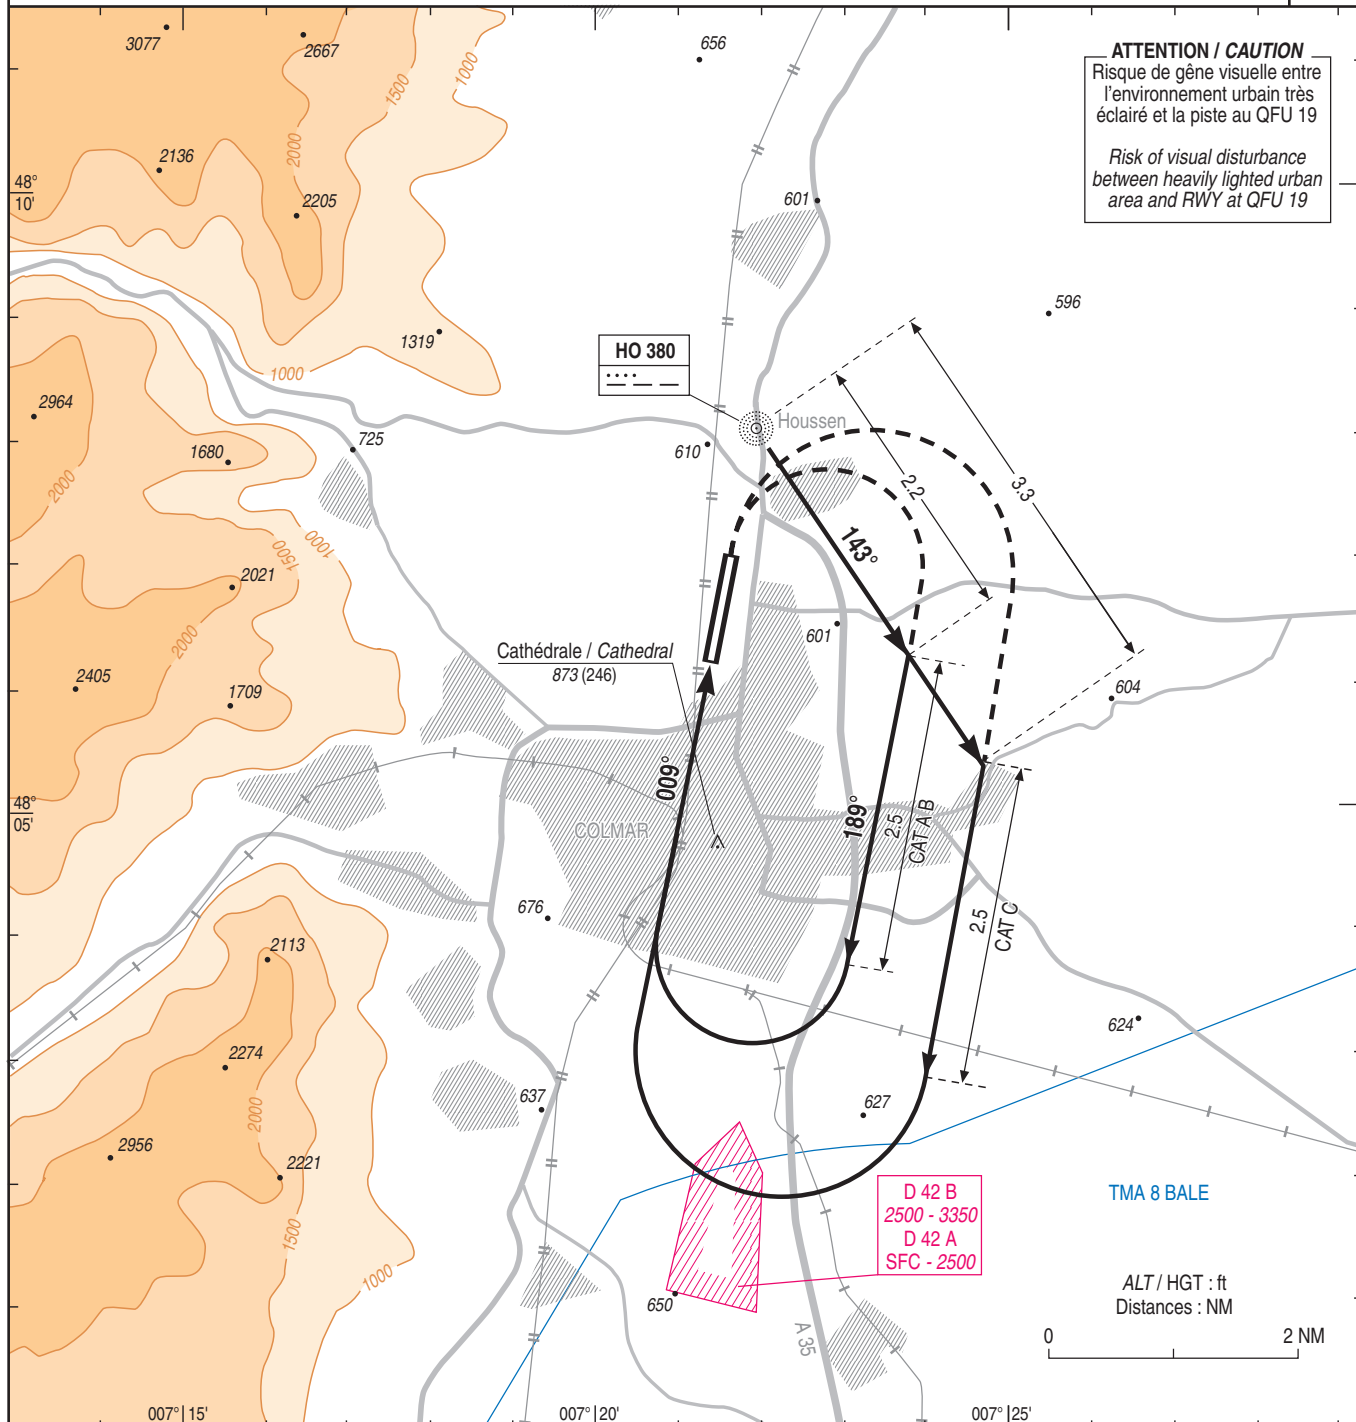 3077
2667
1500
1000
656
ATTENTION / CAUTION
Risque de gêne visuelle entre
l'environnement urbain très
éclairé et la piste au QFU 19
Risk of visual disturbance
between heavily lighted urban
area and RWY at QFU 19
2000
2136
48°
10'
2205
601
596
1319
HO 380
1000
2964
Houssen
725
610
1680
2.2
3.3
2000
143°
1000
1500
2021
2000
601
Cathédrale / Cathedral
873 (246)
2405
1709
604
009°
48°
05'
COLMAR
189°
2.5
CAT A B
676
2.5
CAT C
2113
624
2274
637
627
2000
2956
2221
D 42 B
2500 - 3350
D 42 A
SFC - 2500
TMA 8 BALE
1500
1000
650
ALT / HGT : ft
Distances : NM
A 35
0
2 NM
007° 15'
007° 20'
007° 25'